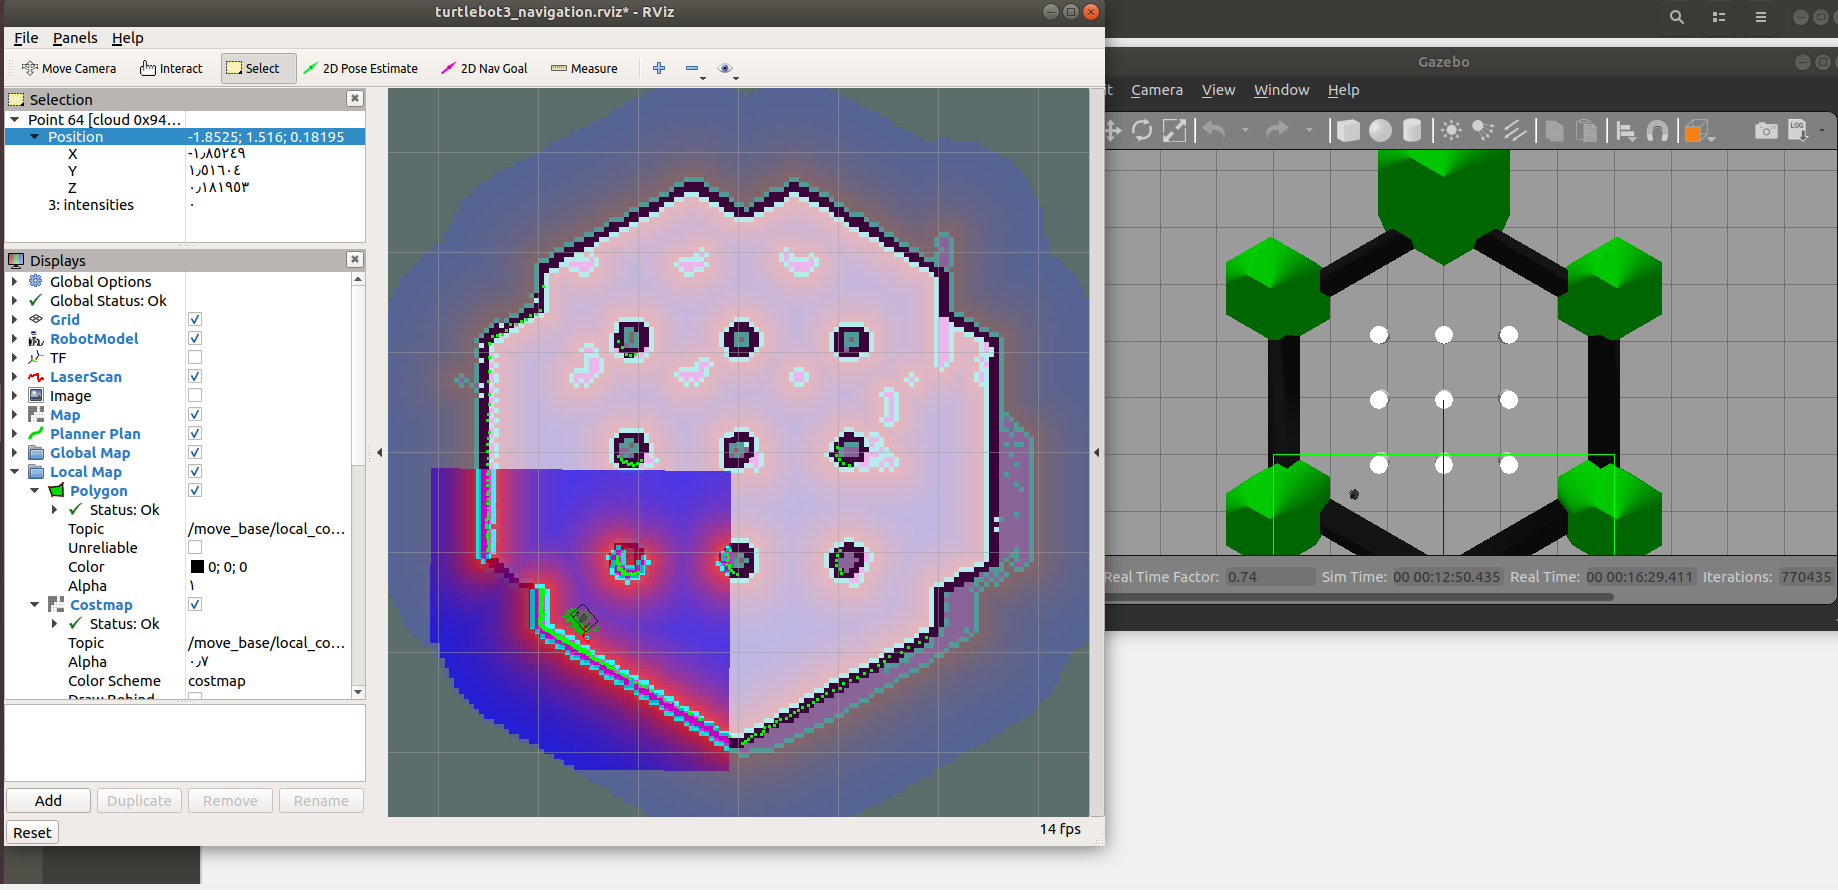 turtlebot3_navigation.rviz* - RViz
File Panels Help
Move Camera Interact Select 2D Pose Estimate 2D Nav Goal Measure
Selection
Point 64 [cloud 0x94...
Position -1.8525; 1.516; 0.18195
X -١٫٨٥٢٤٩
Y ١٫٥١٦٠٤
Z ٠٫١٨١٩٥٣
3: intensities ٠
Displays
Global Options
Global Status: Ok
Grid
RobotModel
TF
LaserScan
Image
Map
Planner Plan
Global Map
Local Map
Polygon
Status: Ok
Topic /move_base/local_co...
Unreliable
Color 0; 0; 0
Alpha ١
Costmap
Status: Ok
Topic /move_base/local_co...
Alpha ٠٫٧
Color Scheme costmap
Draw Behind
Add Duplicate Remove Rename
Reset
14 fps
Gazebo
it Camera View Window Help
LOG
Real Time Factor: 0.74 Sim Time: 00 00:12:50.435 Real Time: 00 00:16:29.411 Iterations: 770435